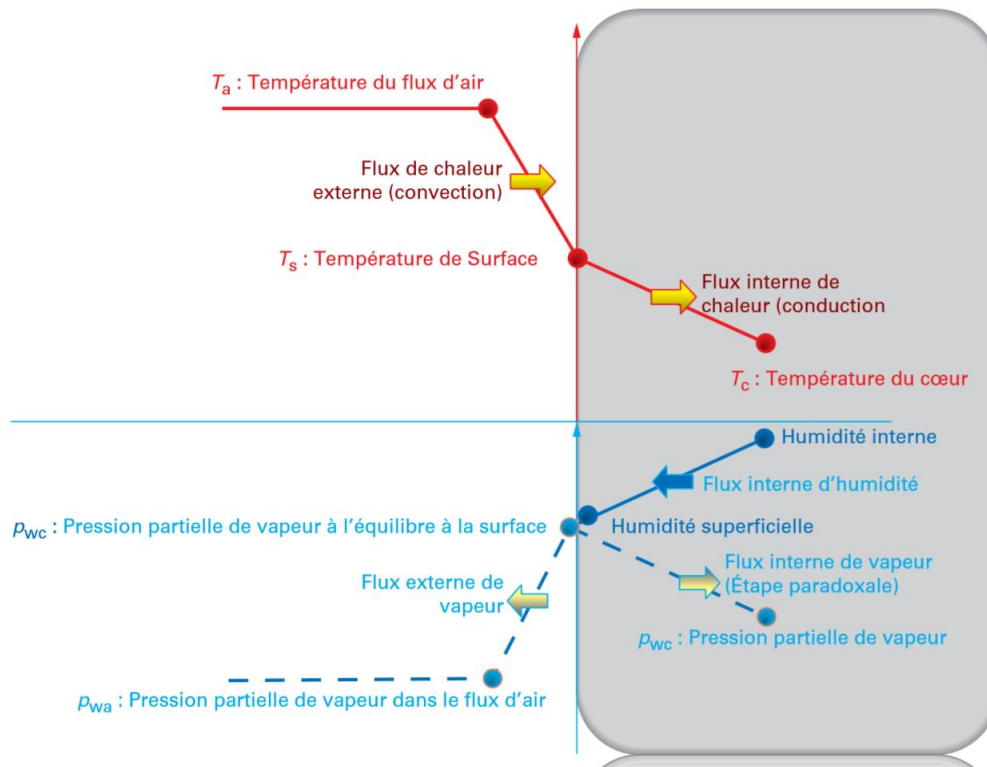 Ta : Température du flux d'air
Flux de chaleur
externe (convection)
Ts : Température de Surface
Flux interne de
chaleur (conduction
Tc : Température du cœur
Humidité interne
Flux interne d'humidité
pwc : Pression partielle de vapeur à l'équilibre à la surface
Humidité superficielle
Flux externe de
vapeur
Flux interne de vapeur
(Étape paradoxale)
pwc : Pression partielle de vapeur
pwa : Pression partielle de vapeur dans le flux d'air